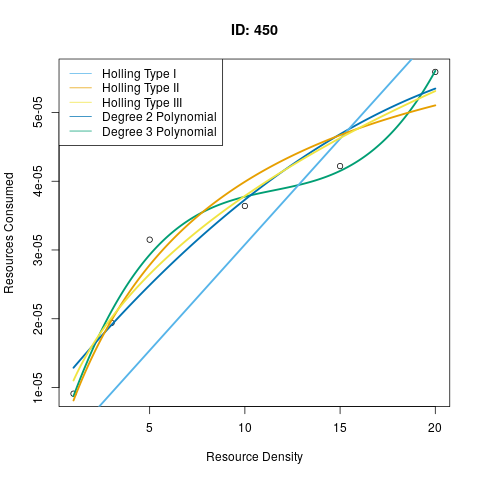 ID: 450
Holling Type I
Holling Type II
Holling Type III
Degree 2 Polynomial
Degree 3 Polynomial
Resources Consumed
5e-05
4e-05
3e-05
2e-05
1e-05
5 10 15 20
Resource Density